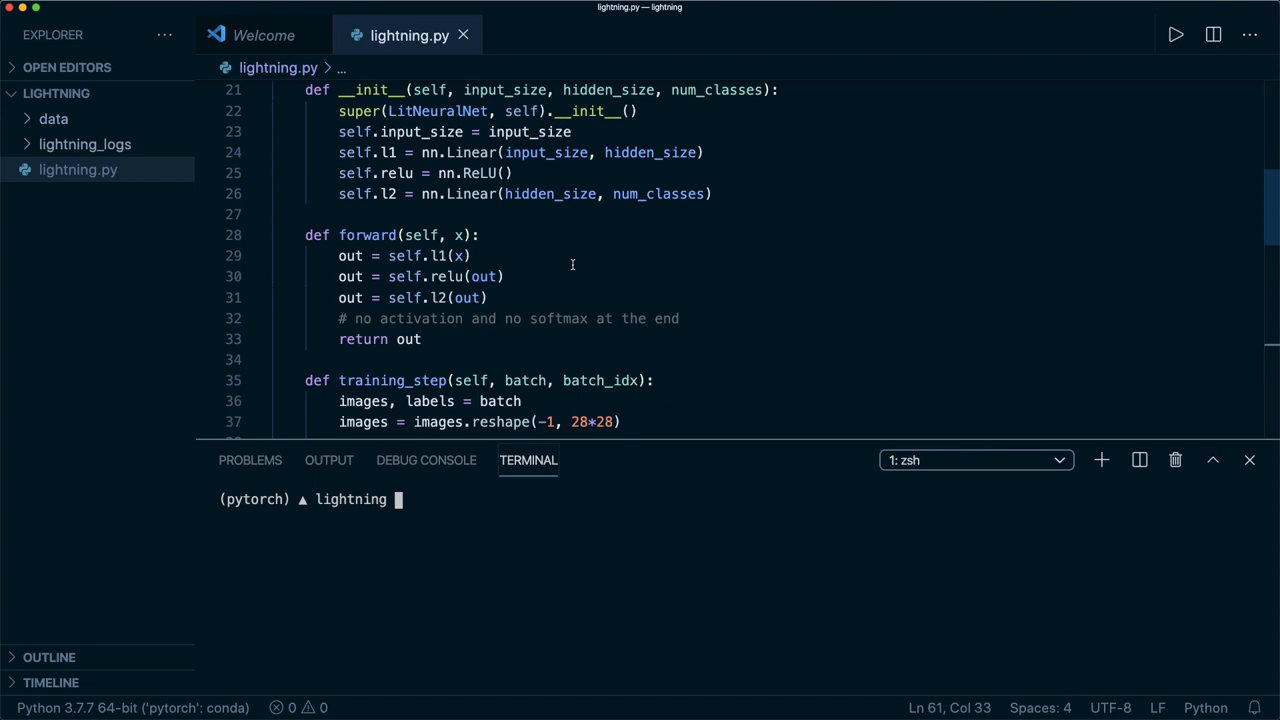 lightning.py — lightning
EXPLORER ...
Welcome
lightning.py
...
OPEN EDITORS
lightning.py > ...
LIGHTNING
data
lightning_logs
lightning.py
21 def __init__(self, input_size, hidden_size, num_classes):
22 super(LitNeuralNet, self).__init__()
23 self.input_size = input_size
24 self.l1 = nn.Linear(input_size, hidden_size)
25 self.relu = nn.ReLU()
26 self.l2 = nn.Linear(hidden_size, num_classes)
27
28 def forward(self, x):
29 out = self.l1(x)
30 out = self.relu(out)
31 out = self.l2(out)
32 # no activation and no softmax at the end
33 return out
34
35 def training_step(self, batch, batch_idx):
36 images, labels = batch
37 images = images.reshape(-1, 28*28)
PROBLEMS OUTPUT DEBUG CONSOLE TERMINAL 1: zsh
(pytorch) ▲ lightning
OUTLINE
TIMELINE
Python 3.7.7 64-bit ('pytorch': conda) 0 0 Ln 61, Col 33 Spaces: 4 UTF-8 LF Python